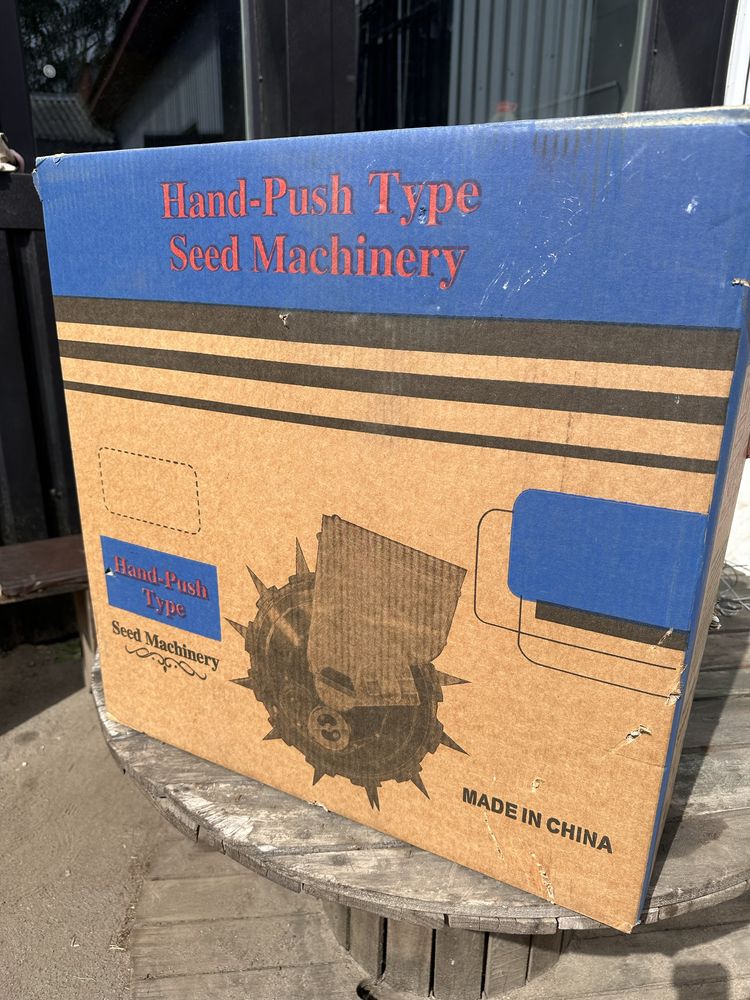 Hand-Push Type
Seed Machinery
Hand-Push
Type
Seed Machinery
MADE IN CHINA